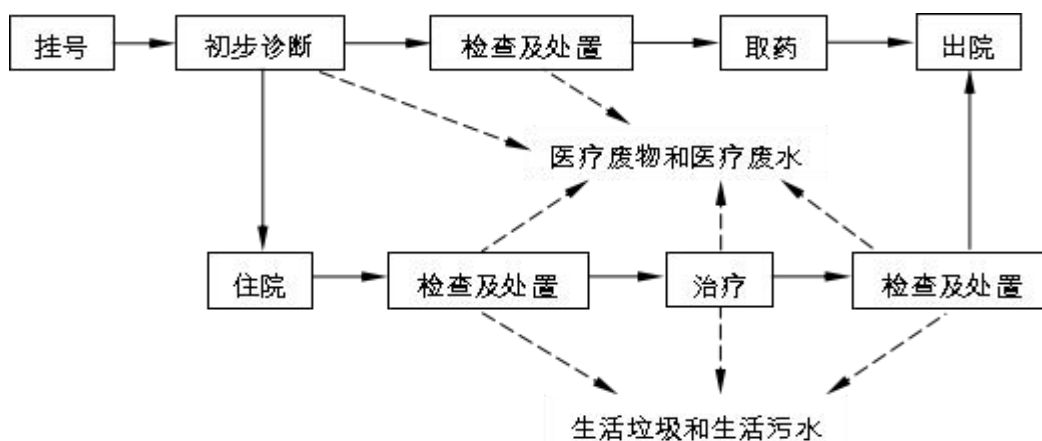 挂号
初步诊断
检查及处置
取药
出院
医疗废物和医疗废水
住院
检查及处置
治疗
检查及处置
生活垃圾和生活污水